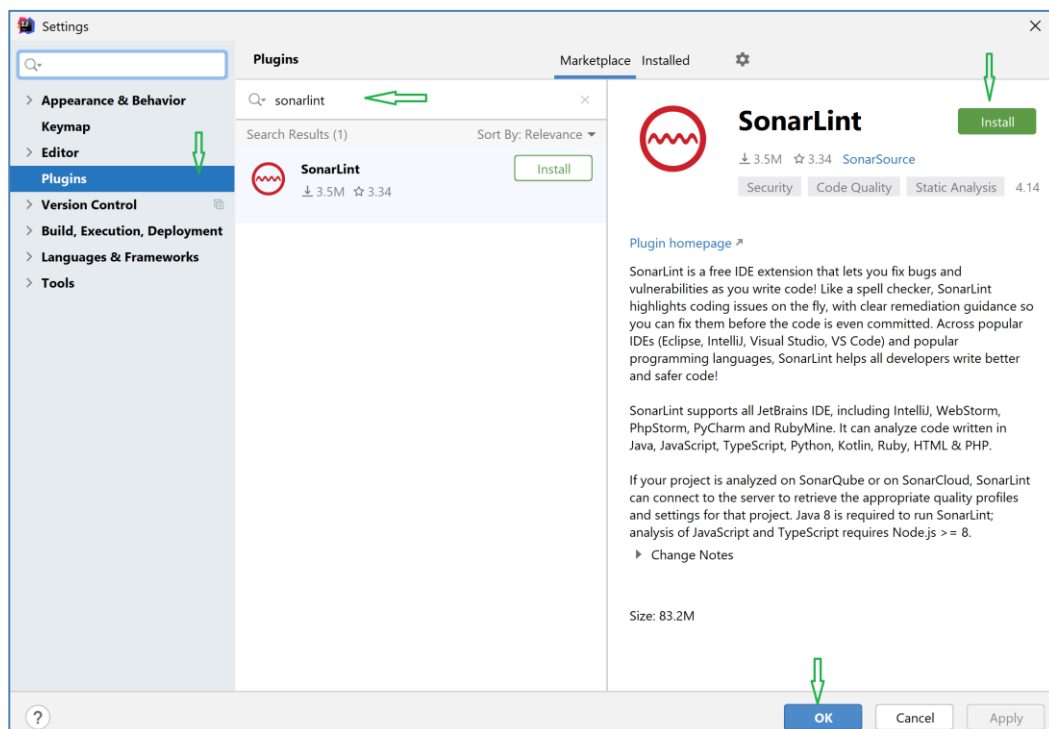 Settings
Appearance & Behavior
Keymap
Editor
Plugins
Version Control
Build, Execution, Deployment
Languages & Frameworks
Tools
Plugins
Marketplace Installed
sonarlint
Search Results (1) Sort By: Relevance
SonarLint
Install
3.5M 3.34
SonarLint
Install
3.5M 3.34 SonarSource
Security Code Quality Static Analysis 4.14
Plugin homepage
SonarLint is a free IDE extension that lets you fix bugs and
vulnerabilities as you write code! Like a spell checker, SonarLint
highlights coding issues on the fly, with clear remediation guidance so
you can fix them before the code is even committed. Across popular
IDEs (Eclipse, IntelliJ, Visual Studio, VS Code) and popular
programming languages, SonarLint helps all developers write better
and safer code!
SonarLint supports all JetBrains IDE, including IntelliJ, WebStorm,
PhpStorm, PyCharm and RubyMine. It can analyze code written in
Java, JavaScript, TypeScript, Python, Kotlin, Ruby, HTML & PHP.
If your project is analyzed on SonarQube or on SonarCloud, SonarLint
can connect to the server to retrieve the appropriate quality profiles
and settings for that project. Java 8 is required to run SonarLint;
analysis of JavaScript and TypeScript requires Node.js >= 8.
Change Notes
Size: 83.2M
?
OK Cancel Apply